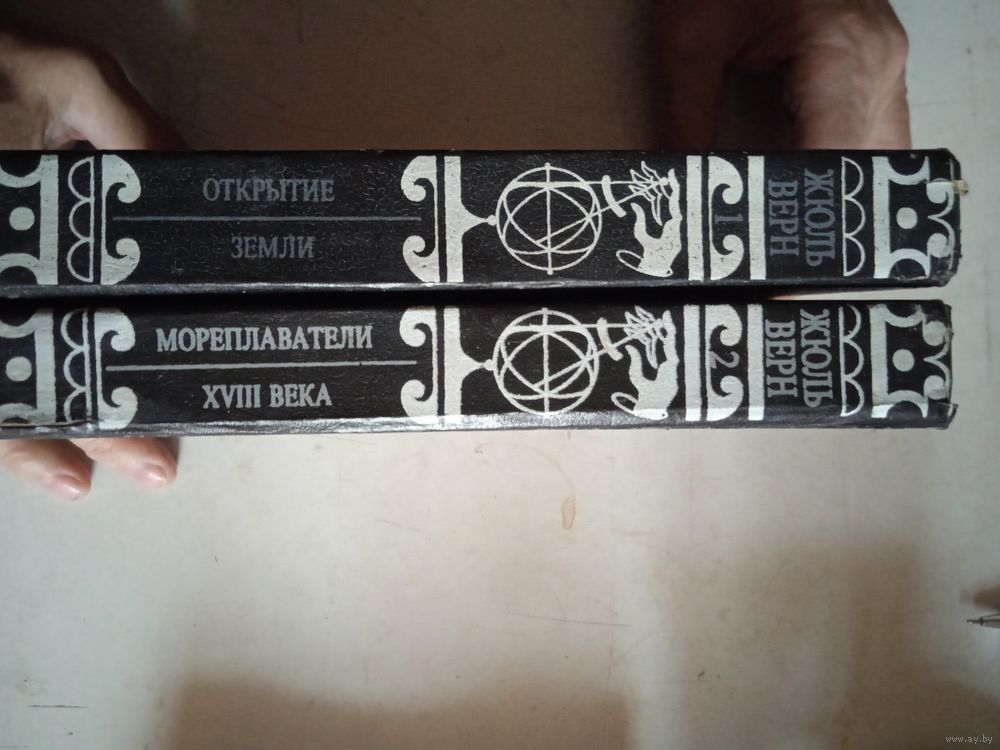 ОТКРЫТИЕ
ЗЕМЛИ
1
ЖЮЛЬ
ВЕРН
МОРЕПЛАВАТЕЛИ
XVIII ВЕКА
2
ЖЮЛЬ
ВЕРН
www.ay.by